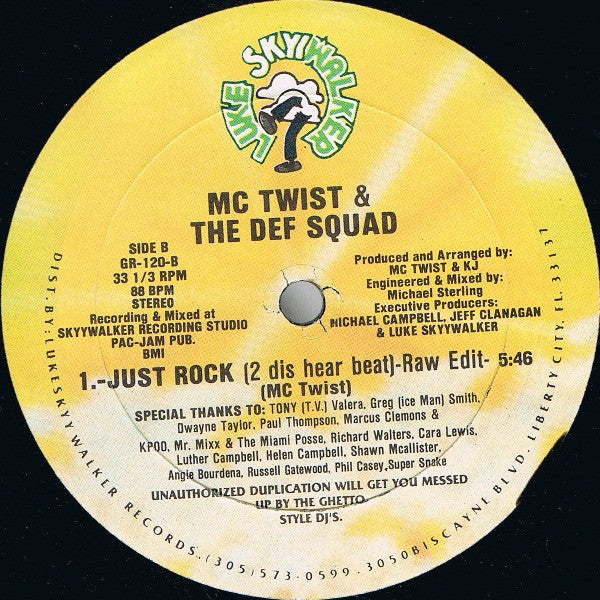 LUKE SKYYWALKER
MC TWIST &
THE DEF SQUAD
SIDE B
GR-120-B
33 1/3 RPM
88 BPM
STEREO
Recording & Mixed at
SKYYWALKER RECORDING STUDIO
PAC-JAM PUB.
BMI
Produced and Arranged by:
MC TWIST & KJ
Engineered & Mixed by:
Michael Sterling
Executive Producers:
MICHAEL CAMPBELL, JEFF CLANAGAN
& LUKE SKYYWALKER
1.-JUST ROCK (2 dis hear beat)-Raw Edit- 5:46
(MC Twist)
SPECIAL THANKS TO: TONY (T.V.) Valera, Greg (ice Man) Smith,
Dwayne Taylor, Paul Thompson, Marcus Clemons &
KPOO, Mr. Mixx & The Miami Posse, Richard Walters, Cara Lewis,
Luther Campbell, Helen Campbell, Shawn Mcallister,
Angie Bourdena, Russell Gatewood, Phil Casey,Super Snake
UNAUTHORIZED DUPLICATION WILL GET YOU MESSED
UP BY THE GHETTO
STYLE DJ'S.
DIST. BY: LUKE SKYYWALKER RECORDS. (305) 573-0599. 3050 BISCAYNE BLVD. LIBERTY CITY, FL. 33137